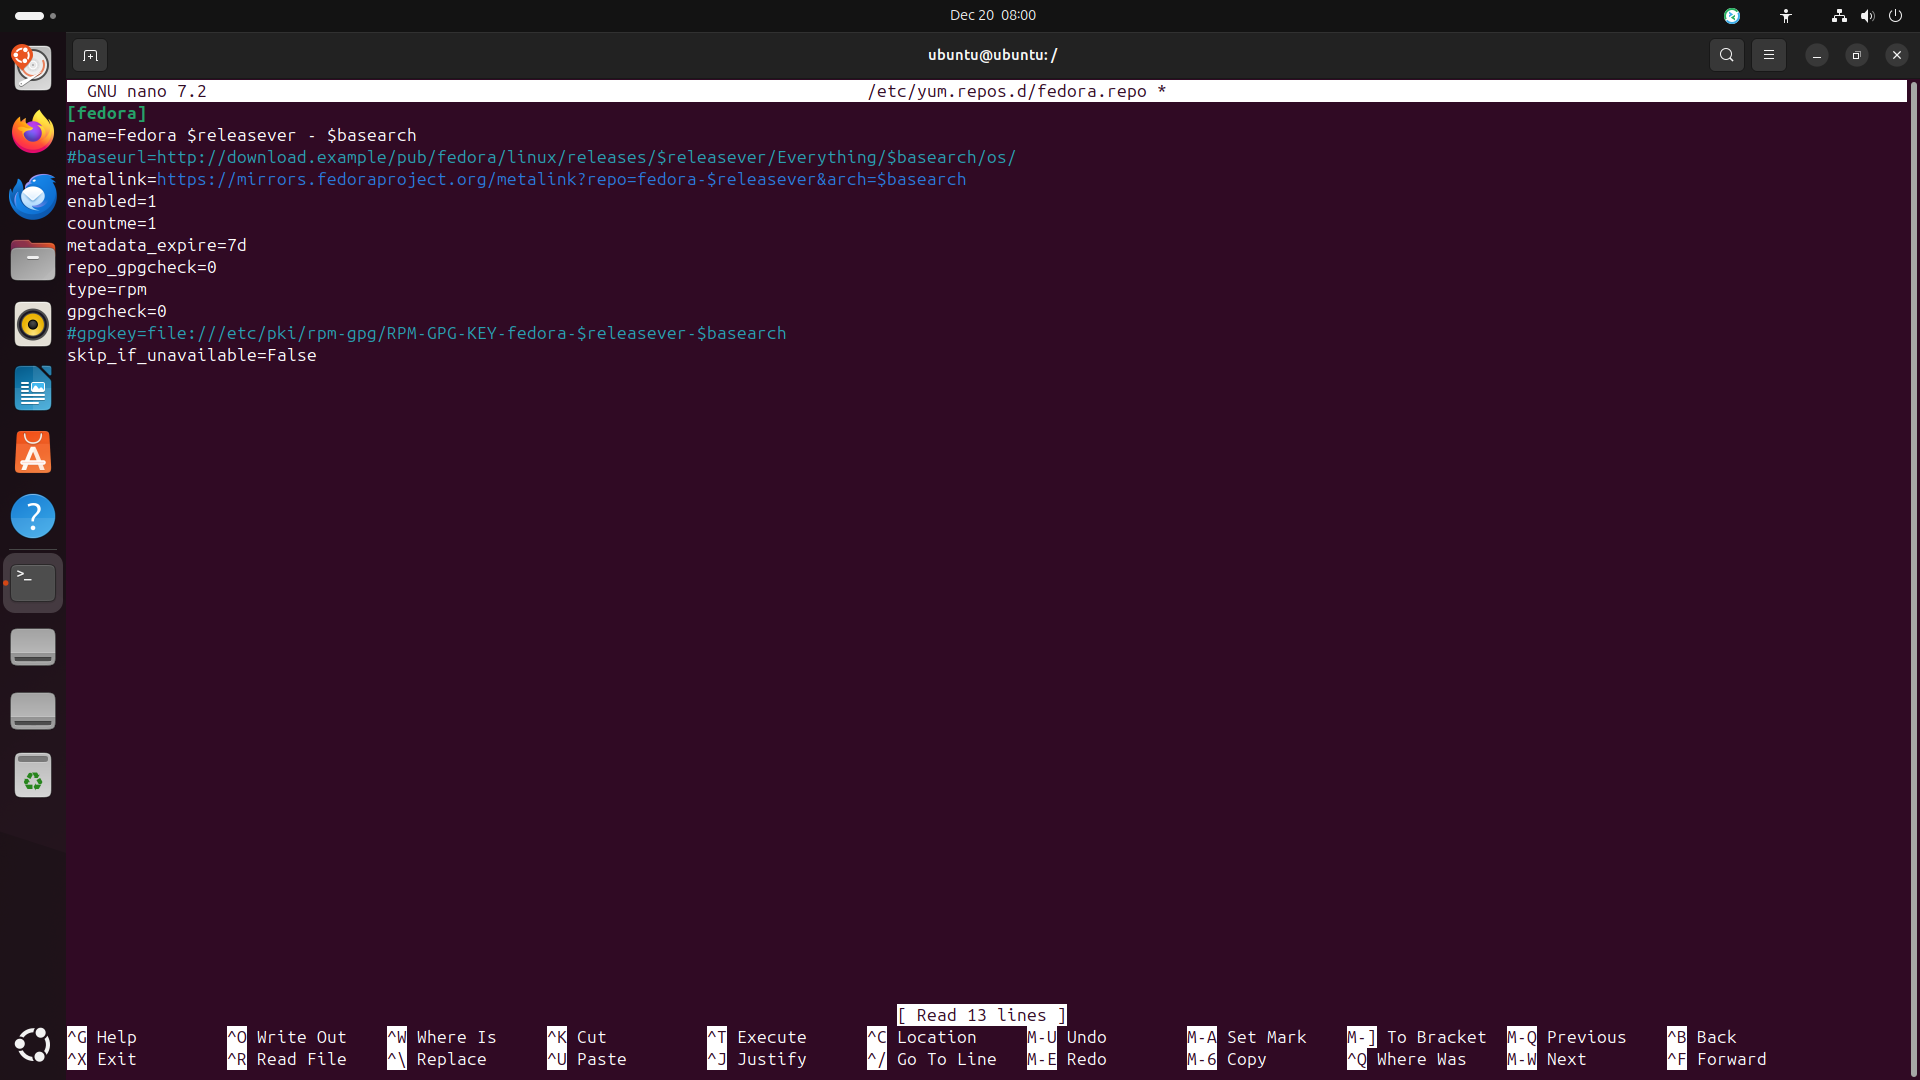 Dec 20 08:00
ubuntu@ubuntu: /
GNU nano 7.2 /etc/yum.repos.d/fedora.repo *
[fedora]
name=Fedora $releasever - $basearch
#baseurl=http://download.example/pub/fedora/linux/releases/$releasever/Everything/$basearch/os/
metalink=https://mirrors.fedoraproject.org/metalink?repo=fedora-$releasever&arch=$basearch
enabled=1
countme=1
metadata_expire=7d
repo_gpgcheck=0
type=rpm
gpgcheck=0
#gpgkey=file:///etc/pki/rpm-gpg/RPM-GPG-KEY-fedora-$releasever-$basearch
skip_if_unavailable=False
[ Read 13 lines ]
^G Help ^O Write Out ^W Where Is ^K Cut ^T Execute ^C Location M-U Undo M-A Set Mark M-] To Bracket M-Q Previous ^B Back
^X Exit ^R Read File ^\ Replace ^U Paste ^J Justify ^/ Go To Line M-E Redo M-6 Copy ^Q Where Was M-W Next ^F Forward